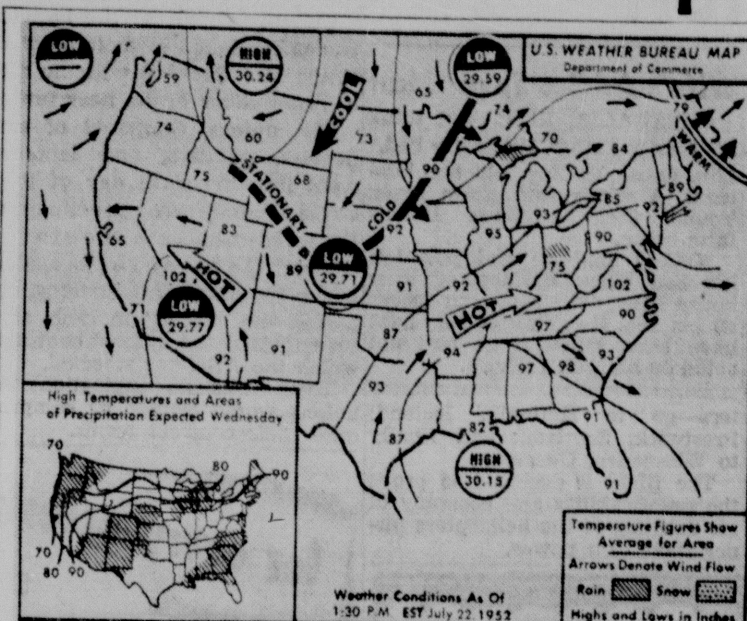 LOW
HIGH
30.24
LOW
29.59
U.S. WEATHER BUREAU MAP
Department of Commerce
59
65
74
79
COOL
WARM
74
60
73
70
84
75
68
STATIONARY
90
COLD
89
85
93
92
95
92
90
83
65
89
LOW
29.71
75
102
HOT
102
91
92
HOT
90
LOW
29.77
71
87
97
92
91
94
93
93
97
98
High Temperatures and Areas
of Precipitation Expected Wednesday
87
82
91
91
HIGH
30.15
70
80
90
70
80
90
Temperature Figures Show
Average for Area
Arrows Denote Wind Flow
Rain
Snow
Highs and Lows in Inches
Weather Conditions As Of
1:30 P.M. EST July 22 1952